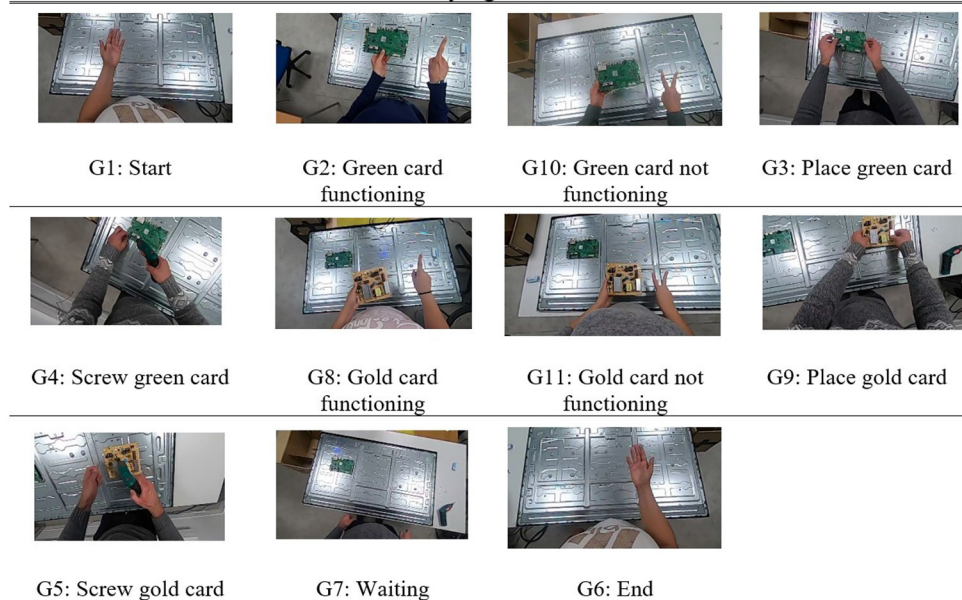 G1: Start
G2: Green card
functioning
G10: Green card not
functioning
G3: Place green card
G4: Screw green card
G8: Gold card
functioning
G11: Gold card not
functioning
G9: Place gold card
G5: Screw gold card
G7: Waiting
G6: End